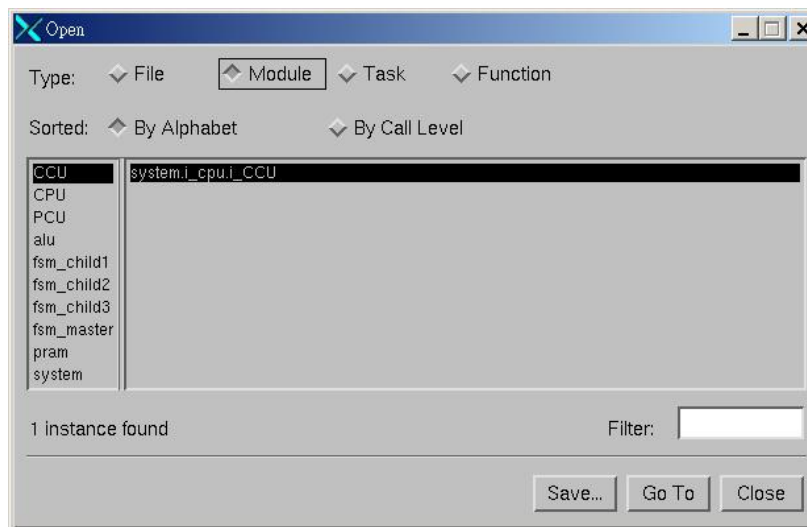 Open
Type: File Module Task Function
Sorted: By Alphabet By Call Level
CCU system.i_cpu.i_CCU
CPU
PCU
alu
fsm_child1
fsm_child2
fsm_child3
fsm_master
pram
system
1 instance found Filter:
Save... Go To Close